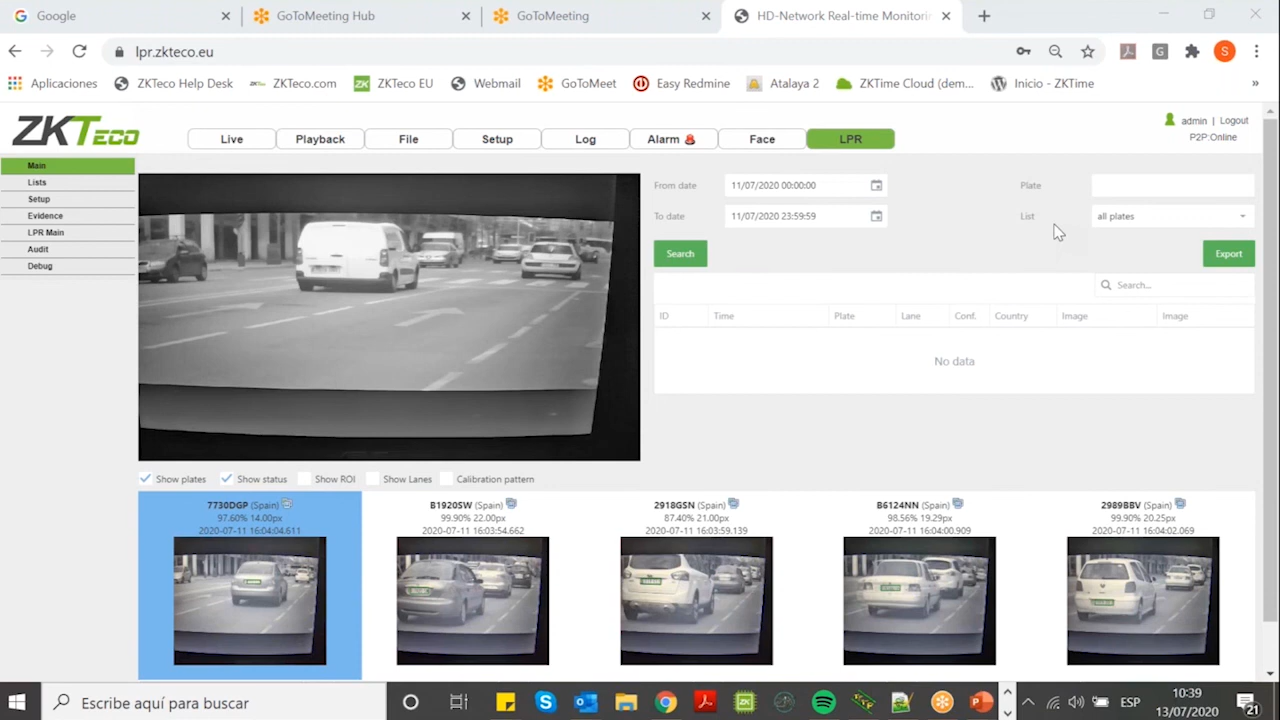 Google
GoToMeeting Hub
GoToMeeting
HD-Network Real-time Monitorin
lpr.zkteco.eu
S
Aplicaciones
ZKTeco Help Desk
ZKTeco.com
ZKTeco EU
Webmail
GoToMeet
Easy Redmine
Atalaya 2
ZKTime Cloud (dem...
Inicio - ZKTime
»
ZKTECO
Live
Playback
File
Setup
Log
Alarm
Face
LPR
admin | Logout
P2P:Online
Main
Lists
Setup
Evidence
LPR Main
Audit
Debug
From date 11/07/2020 00:00:00
Plate
To date 11/07/2020 23:59:59
List all plates
Search
Export
Search...
ID Time Plate Lane Conf. Country Image Image
No data
Show plates Show status Show ROI Show Lanes Calibration pattern
7730DGP (Spain)
97.60% 14.00px
2020-07-11 16:04:04.611
B1920SW (Spain)
99.90% 22.00px
2020-07-11 16:03:54.662
2918GSN (Spain)
87.40% 21.00px
2020-07-11 16:03:59.139
B6124NN (Spain)
98.56% 19.29px
2020-07-11 16:04:00.909
2989BBV (Spain)
99.90% 20.25px
2020-07-11 16:04:02.069
Escribe aquí para buscar
ESP
10:39
13/07/2020
21